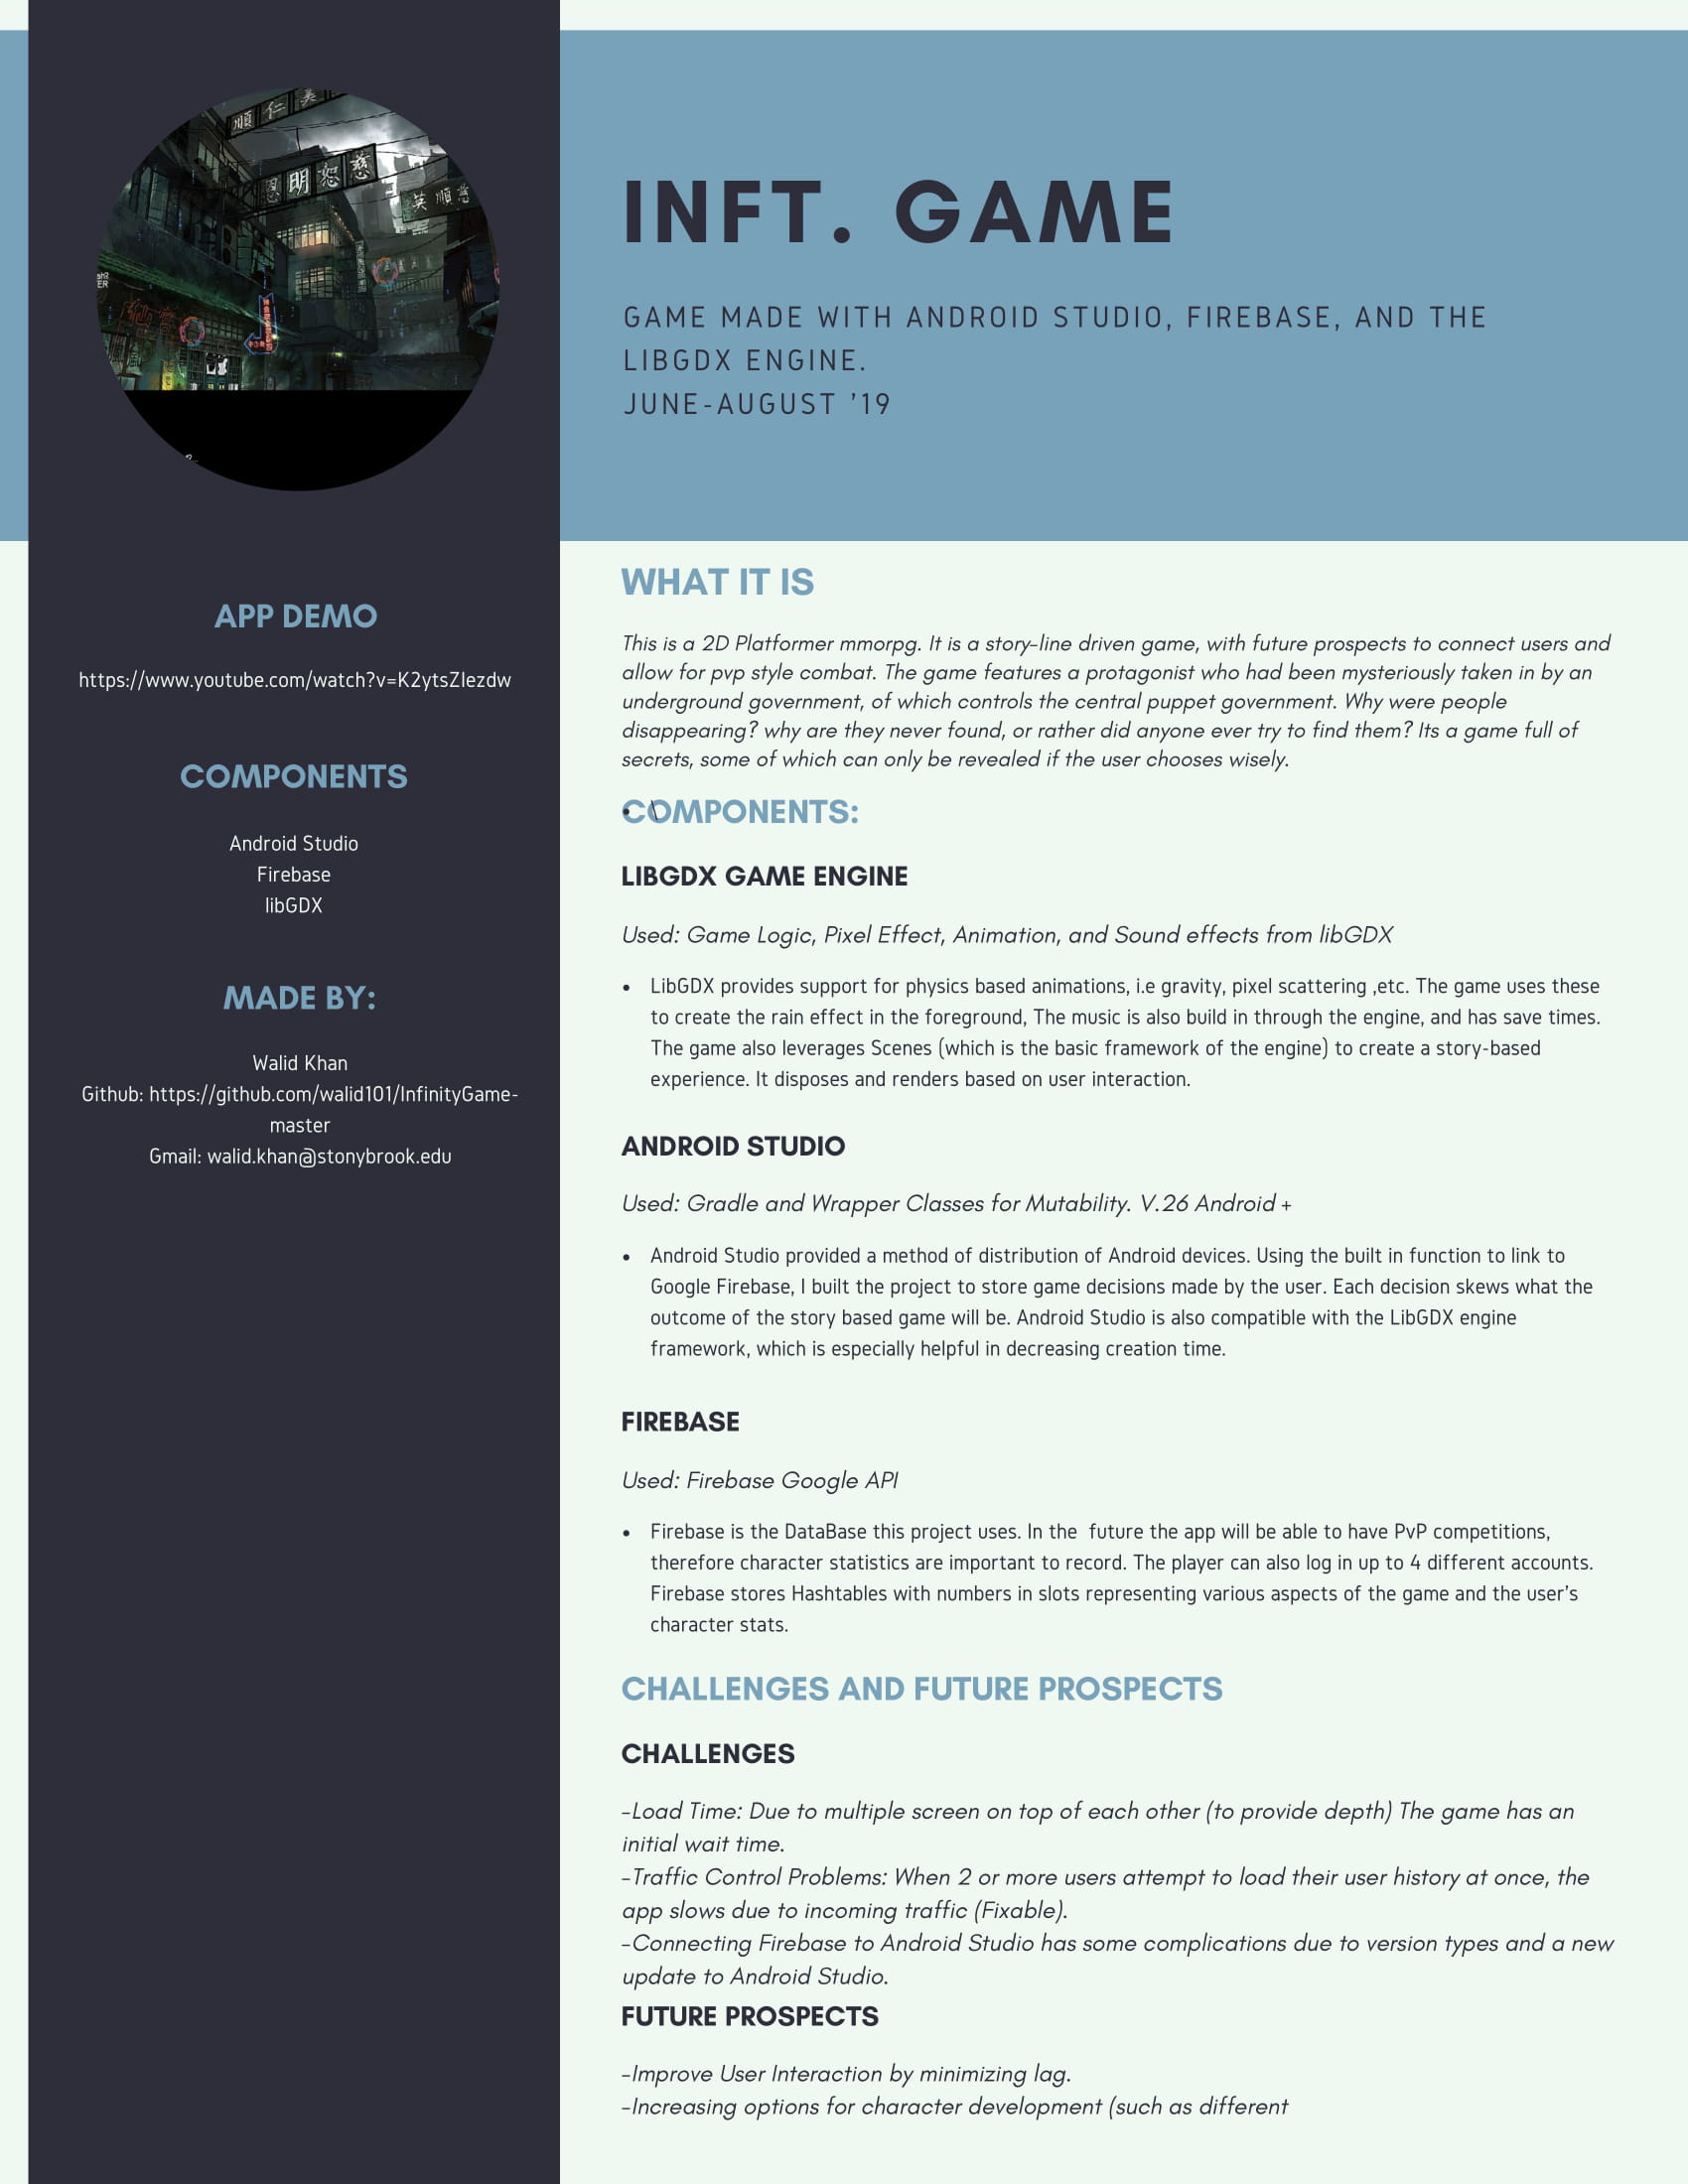 順 仁 美
恩 明 恕 慈
英 順 慈
INFT. GAME
GAME MADE WITH ANDROID STUDIO, FIREBASE, AND THE
LIBGDX ENGINE.
JUNE-AUGUST ’19
APP DEMO
https://www.youtube.com/watch?v=K2ytsZIezdw
COMPONENTS
Android Studio
Firebase
libGDX
MADE BY:
Walid Khan
Github: https://github.com/walid101/InfinityGame-
master
Gmail: walid.khan@stonybrook.edu
WHAT IT IS
This is a 2D Platformer mmorpg. It is a story-line driven game, with future prospects to connect users and
allow for pvp style combat. The game features a protagonist who had been mysteriously taken in by an
underground government, of which controls the central puppet government. Why were people
disappearing? why are they never found, or rather did anyone ever try to find them? Its a game full of
secrets, some of which can only be revealed if the user chooses wisely.
• \
COMPONENTS:
LIBGDX GAME ENGINE
Used: Game Logic, Pixel Effect, Animation, and Sound effects from libGDX
• LibGDX provides support for physics based animations, i.e gravity, pixel scattering ,etc. The game uses these
to create the rain effect in the foreground, The music is also build in through the engine, and has save times.
The game also leverages Scenes (which is the basic framework of the engine) to create a story-based
experience. It disposes and renders based on user interaction.
ANDROID STUDIO
Used: Gradle and Wrapper Classes for Mutability. V.26 Android +
• Android Studio provided a method of distribution of Android devices. Using the built in function to link to
Google Firebase, I built the project to store game decisions made by the user. Each decision skews what the
outcome of the story based game will be. Android Studio is also compatible with the LibGDX engine
framework, which is especially helpful in decreasing creation time.
FIREBASE
Used: Firebase Google API
• Firebase is the DataBase this project uses. In the  future the app will be able to have PvP competitions,
therefore character statistics are important to record. The player can also log in up to 4 different accounts.
Firebase stores Hashtables with numbers in slots representing various aspects of the game and the user’s
character stats.
CHALLENGES AND FUTURE PROSPECTS
CHALLENGES
-Load Time: Due to multiple screen on top of each other (to provide depth) The game has an
initial wait time.
-Traffic Control Problems: When 2 or more users attempt to load their user history at once, the
app slows due to incoming traffic (Fixable).
-Connecting Firebase to Android Studio has some complications due to version types and a new
update to Android Studio.
FUTURE PROSPECTS
-Improve User Interaction by minimizing lag.
-Increasing options for character development (such as different